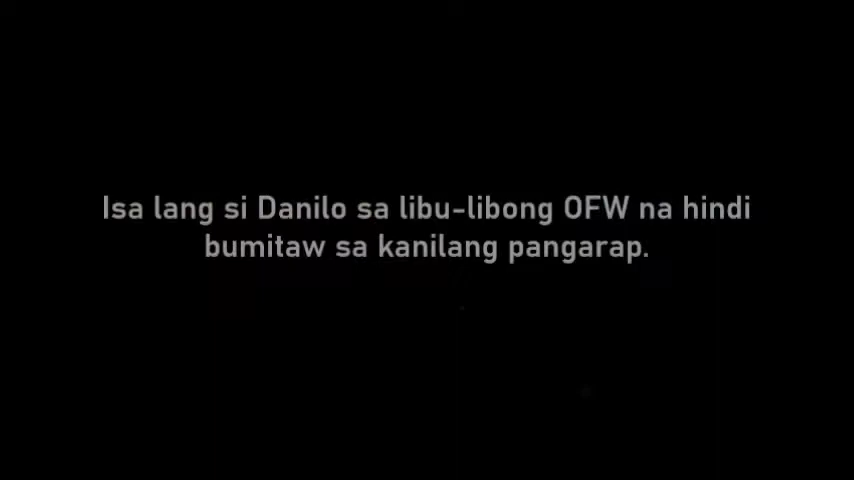 Isa lang si Danilo sa libu-libong OFW na hindi
bumitaw sa kanilang pangarap.